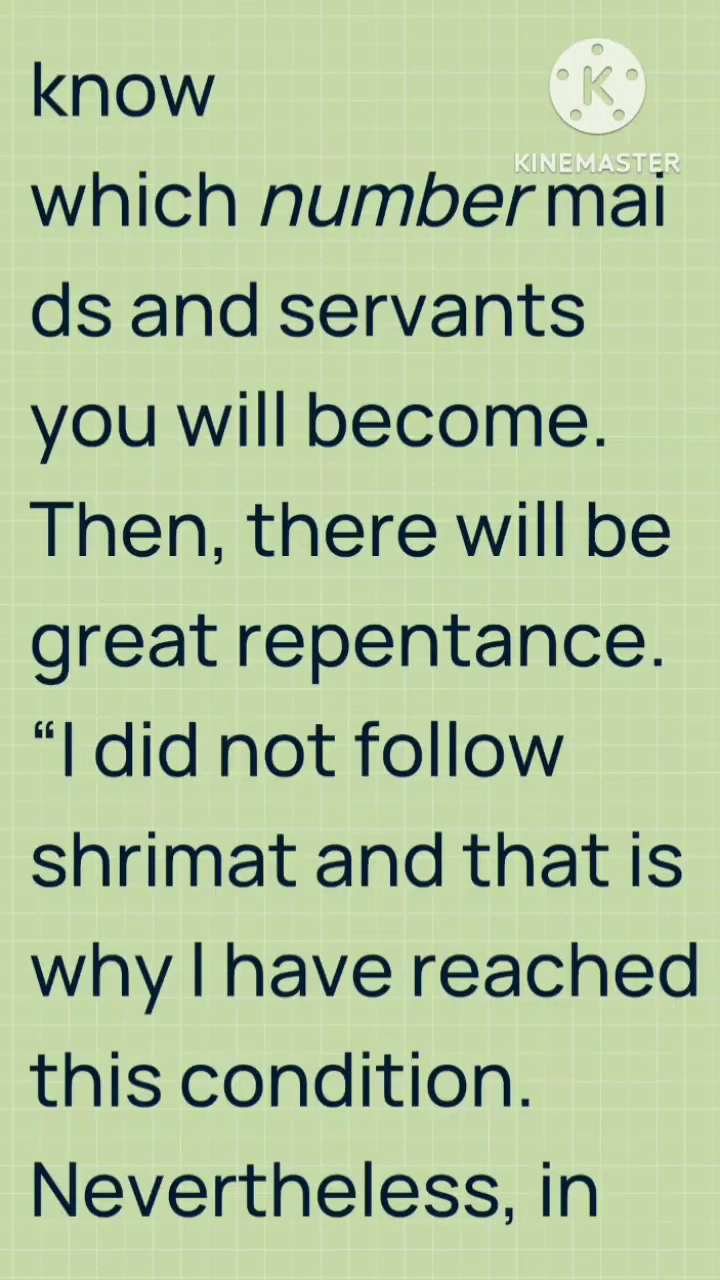 know
K
KINEMASTER
which number mai
ds and servants
you will become.
Then, there will be
great repentance.
“I did not follow
shrimat and that is
why I have reached
this condition.
Nevertheless, in